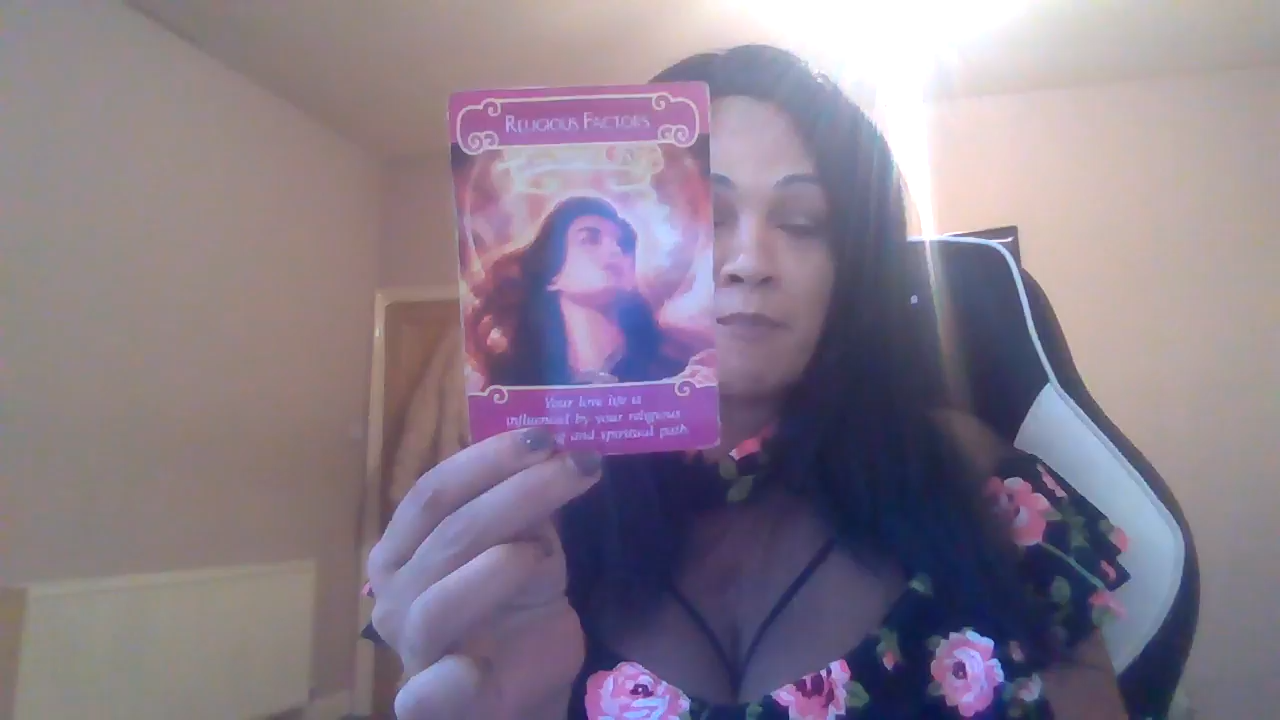 RELIGIOUS FACTORS
Your love life is
influenced by your religious
and spiritual path.